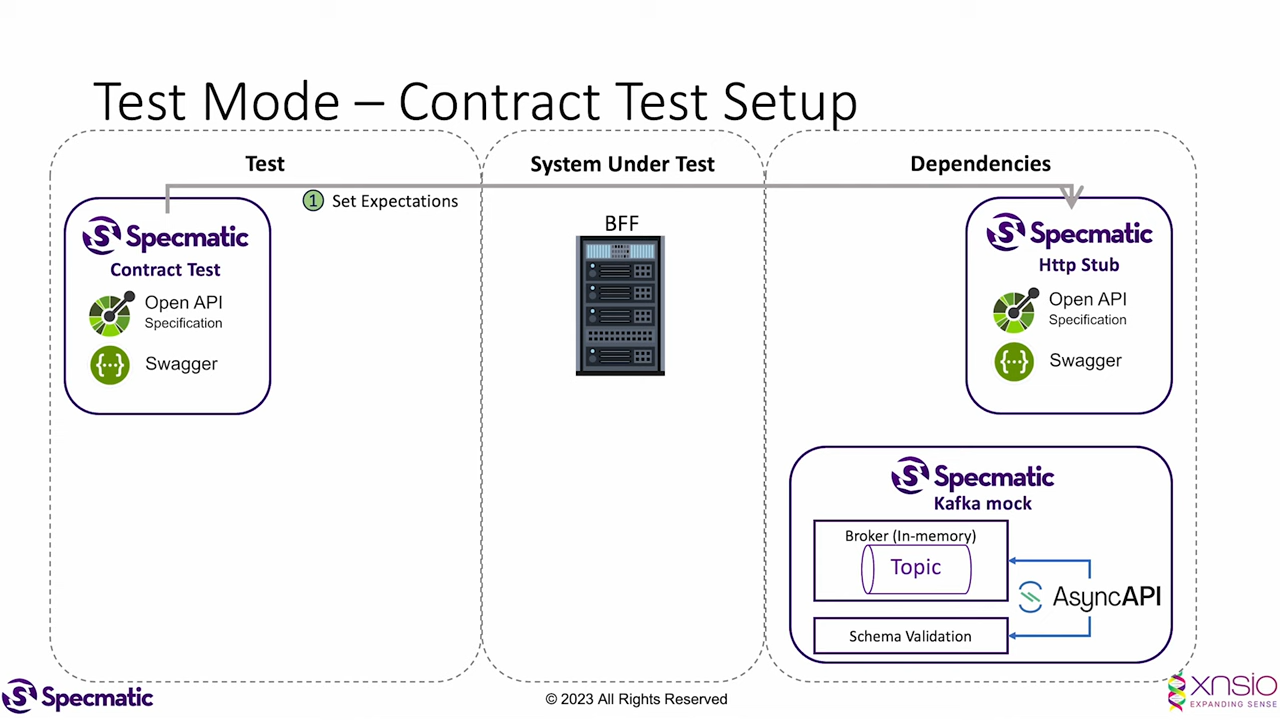 Test Mode – Contract Test Setup
Test
System Under Test
Dependencies
1 Set Expectations
Specmatic
Contract Test
Open API
Specification
Swagger
BFF
Specmatic
Http Stub
Open API
Specification
Swagger
Specmatic
Kafka mock
Broker (In-memory)
Topic
AsyncAPI
Schema Validation
Specmatic
© 2023 All Rights Reserved
xnsio
EXPANDING SENSE